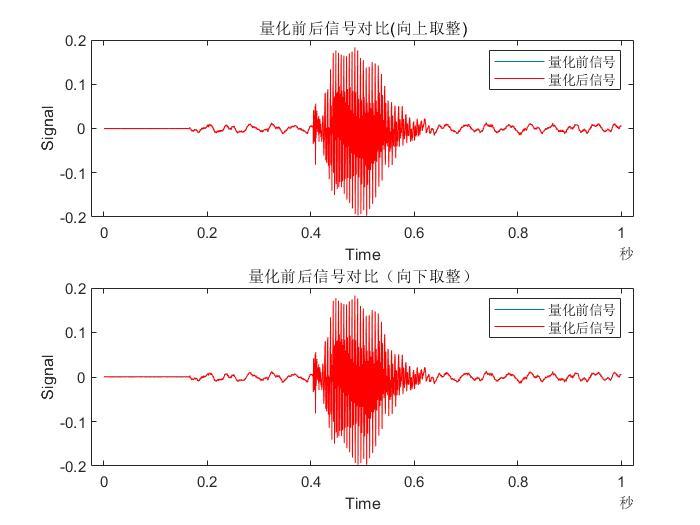 量化前后信号对比(向上取整)
0.2
量化前信号
0.1
量化后信号
Signal
0
-0.1
-0.2
0
0.2
0.4
0.6
0.8
1
Time
秒
量化前后信号对比（向下取整）
0.2
量化前信号
0.1
量化后信号
Signal
0
-0.1
-0.2
0
0.2
0.4
0.6
0.8
1
Time
秒